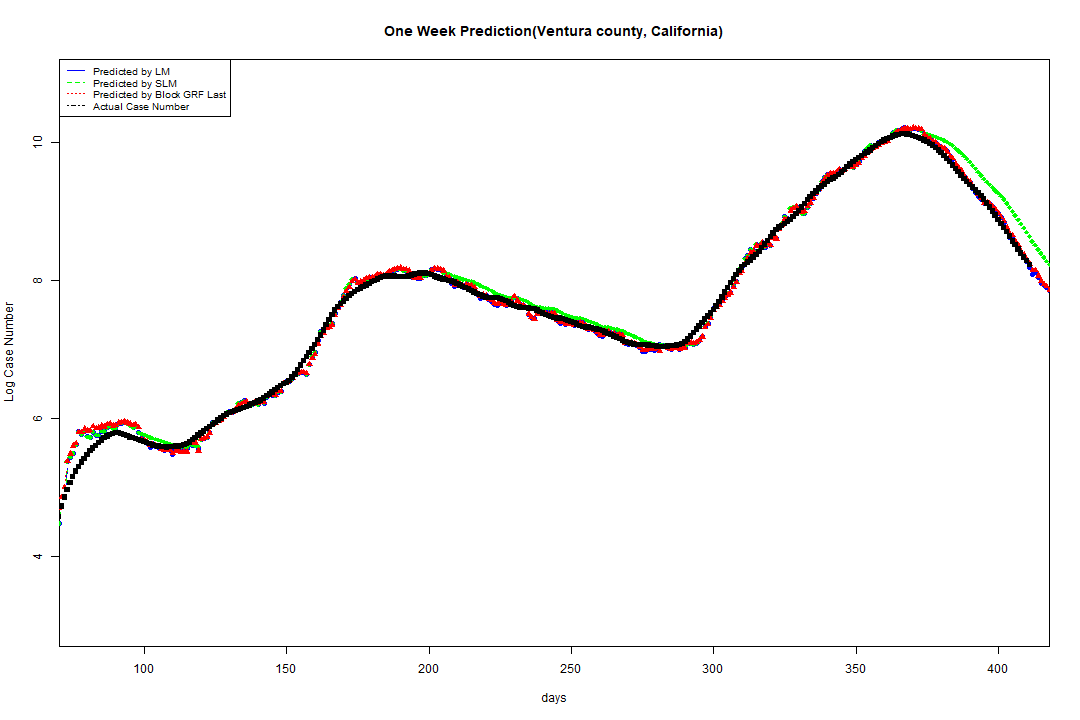 One Week Prediction(Ventura county, California)
Predicted by LM
Predicted by SLM
Predicted by Block GRF Last
Actual Case Number
10
8
6
4
Log Case Number
100 150 200 250 300 350 400
days